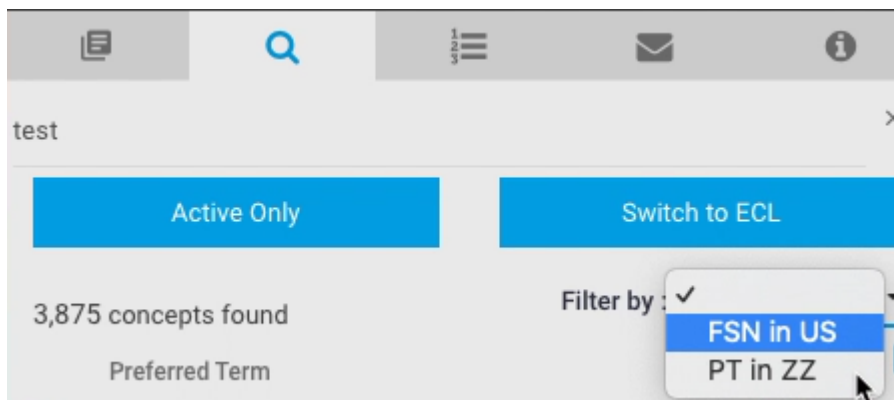 test
Active Only Switch to ECL
3,875 concepts found Filter by :
FSN in US
Preferred Term PT in ZZ